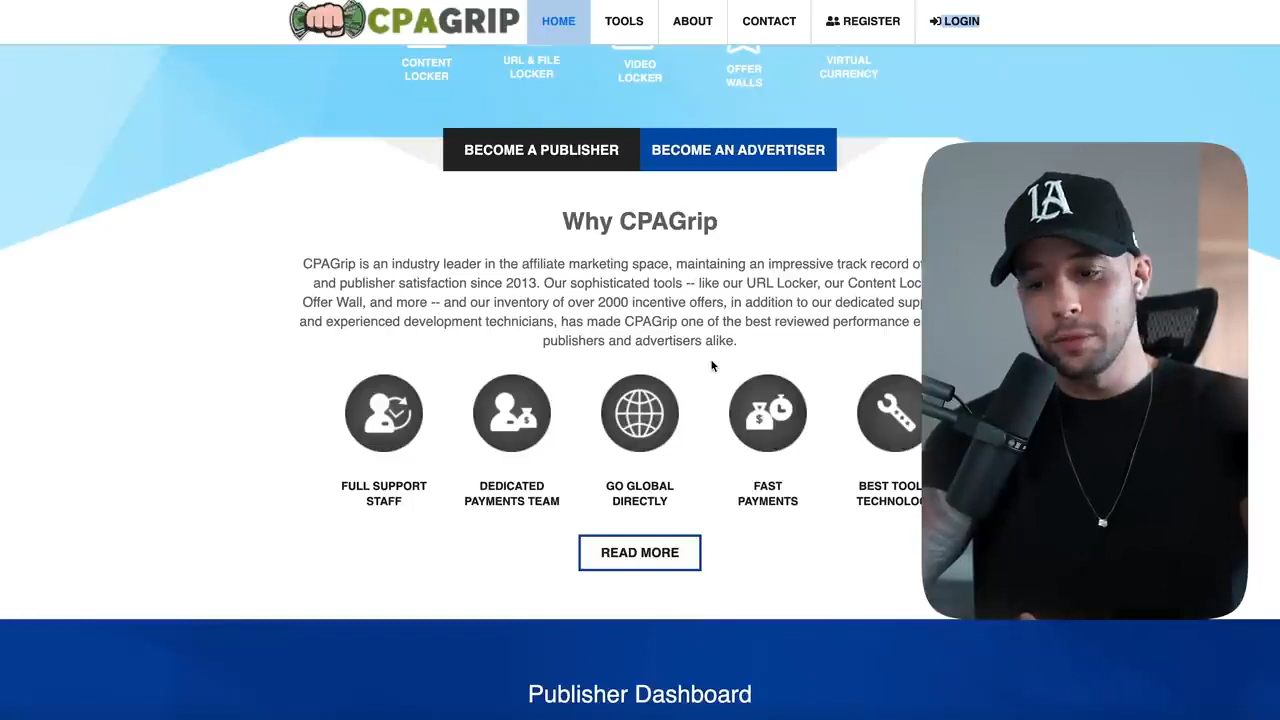 CPAGRIP
HOME
TOOLS
ABOUT
CONTACT
REGISTER
LOGIN
CONTENT
LOCKER
URL & FILE
LOCKER
VIDEO
LOCKER
OFFER
WALLS
VIRTUAL
CURRENCY
BECOME A PUBLISHER
BECOME AN ADVERTISER
Why CPAGrip
CPAGrip is an industry leader in the affiliate marketing space, maintaining an impressive track record
and publisher satisfaction since 2013. Our sophisticated tools -- like our URL Locker, our Content
Offer Wall, and more -- and our inventory of over 2000 incentive offers, in addition to our dedicated
and experienced development technicians, has made CPAGrip one of the best reviewed performance
publishers and advertisers alike.
FULL SUPPORT
STAFF
DEDICATED
PAYMENTS TEAM
GO GLOBAL
DIRECTLY
FAST
PAYMENTS
BEST
READ MORE
Publisher Dashboard
LA